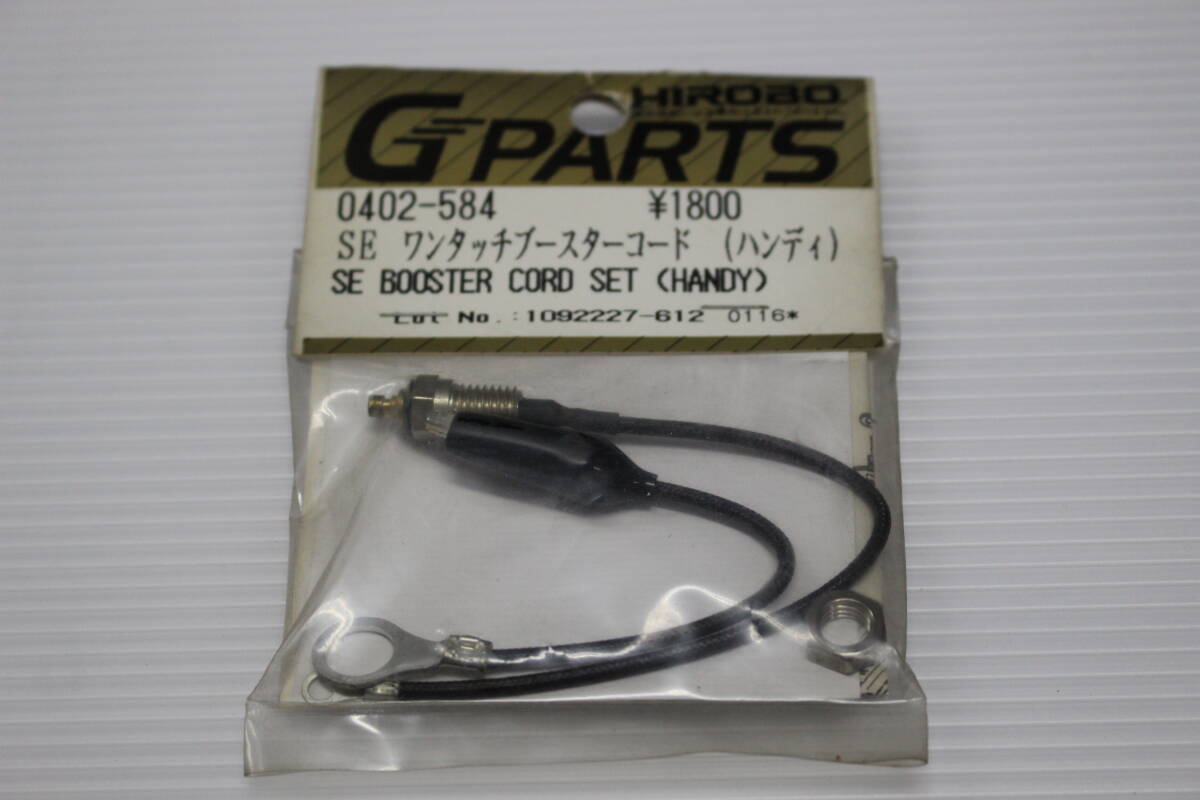 HIROBO
G PARTS
0402-584 ¥1800
SE ワンタッチブースターコード (ハンディ)
SE BOOSTER CORD SET (HANDY)
Lot No. : 1092227-612 0116*